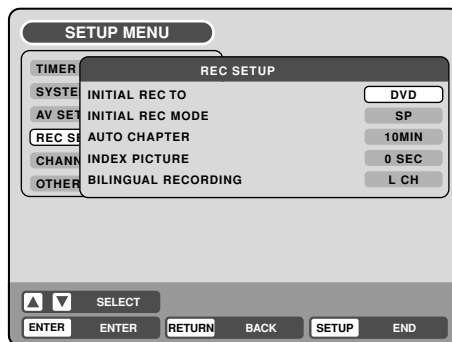 SETUP MENU
TIMER
REC SETUP
SYSTE
INITIAL REC TO DVD
AV SET
INITIAL REC MODE SP
REC SE
AUTO CHAPTER 10MIN
CHANN
INDEX PICTURE 0 SEC
OTHER
BILINGUAL RECORDING L CH
▲ ▼ SELECT
ENTER ENTER RETURN BACK SETUP END